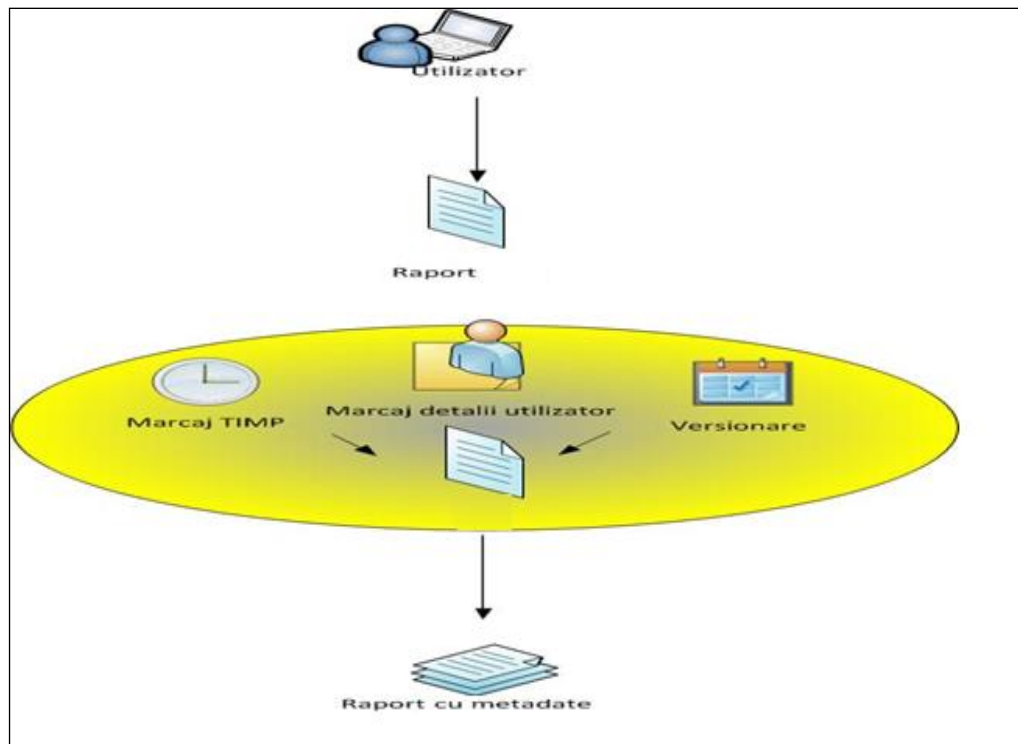 Utilizator
Raport
Marcaj detalii utilizator
Marcaj TIMP
Versionare
Raport cu metadate